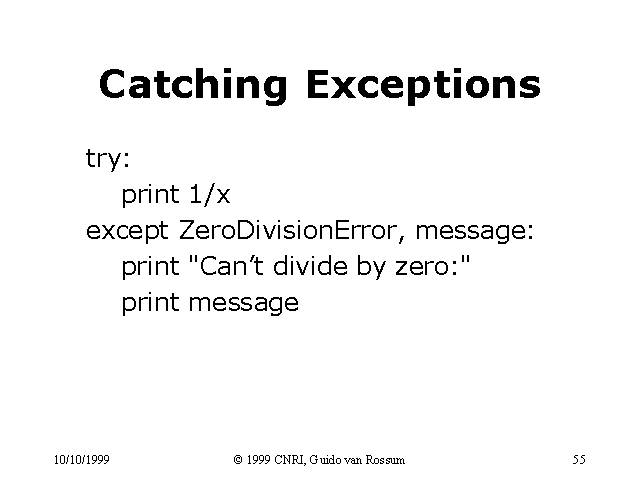 Catching Exceptions
try:
print 1/x
except ZeroDivisionError, message:
print "Can’t divide by zero:"
print message
10/10/1999
© 1999 CNRI, Guido van Rossum
55